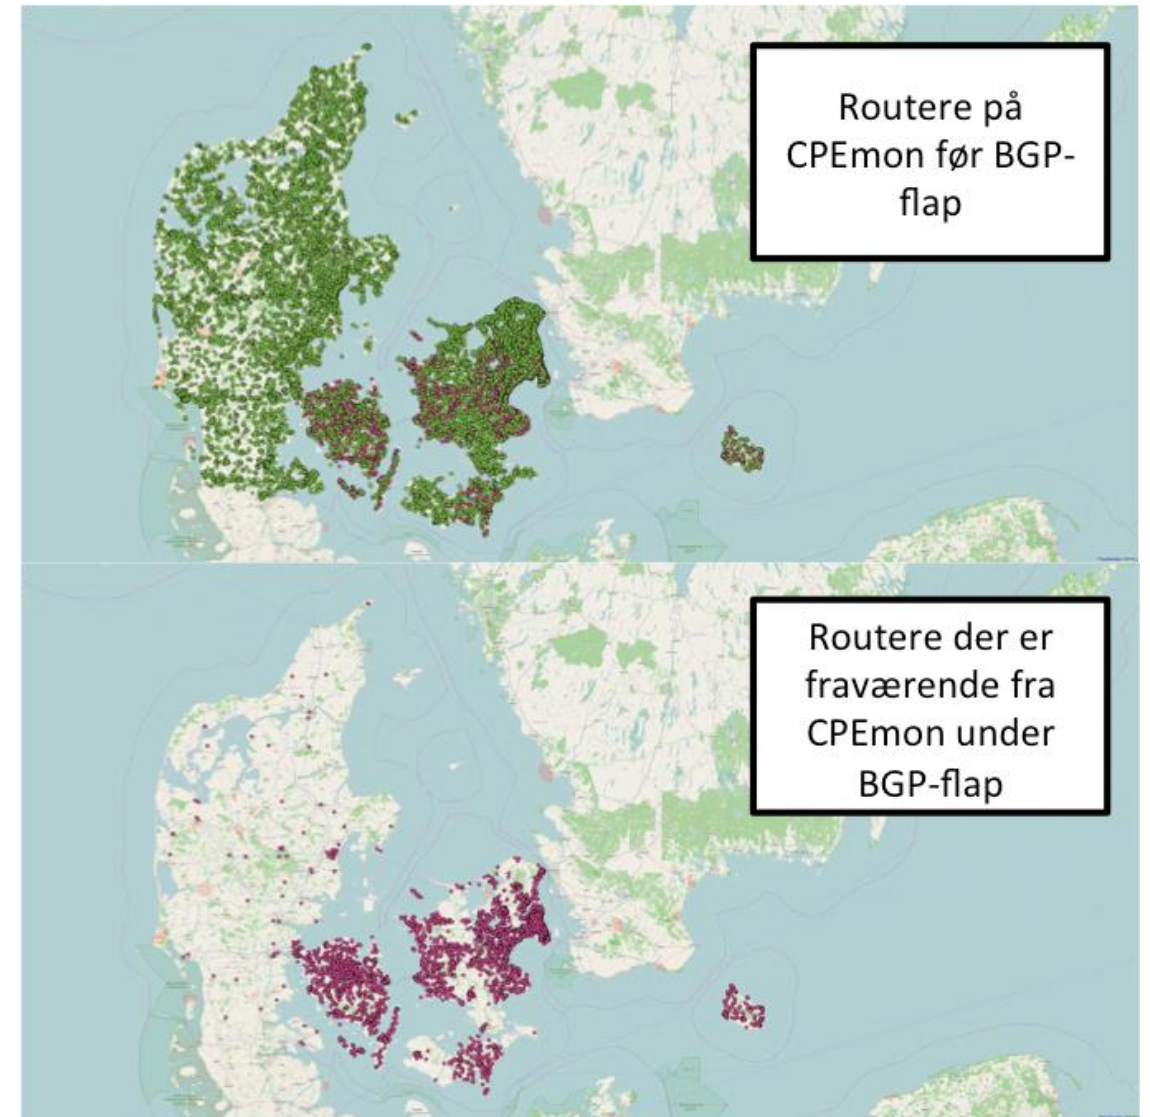 Routere på
CPEmon før BGP-
flap
Routere der er
fraværende fra
CPEmon under
BGP-flap